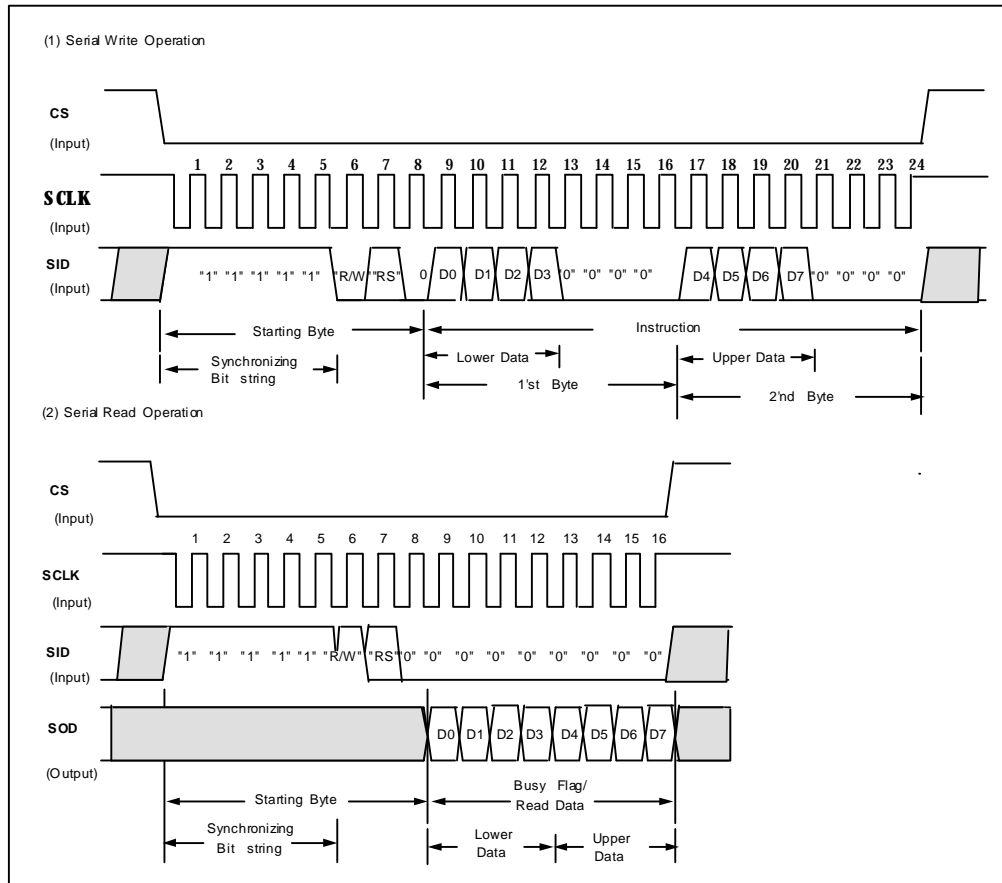 (1) Serial Write Operation
CS
(Input)
1 2 3 4 5 6 7 8 9 10 11 12 13 14 15 16 17 18 19 20 21 22 23 24
SCLK
(Input)
SID
(Input)
"1" "1" "1" "1" "1" "R/W" "RS" 0 D0 D1 D2 D3 "0" "0" "0" "0" D4 D5 D6 D7 "0" "0" "0" "0"
Starting Byte
Instruction
Synchronizing
Bit string
Lower Data
Upper Data
1'st Byte
2'nd Byte
(2) Serial Read Operation
CS
(Input)
1 2 3 4 5 6 7 8 9 10 11 12 13 14 15 16
SCLK
(Input)
SID
(Input)
"1" "1" "1" "1" "1" "R/W" "RS" "0" "0" "0" "0" "0" "0" "0" "0" "0"
SOD
(Output)
D0 D1 D2 D3 D4 D5 D6 D7
Starting Byte
Busy Flag/
Read Data
Synchronizing
Bit string
Lower
Data
Upper
Data